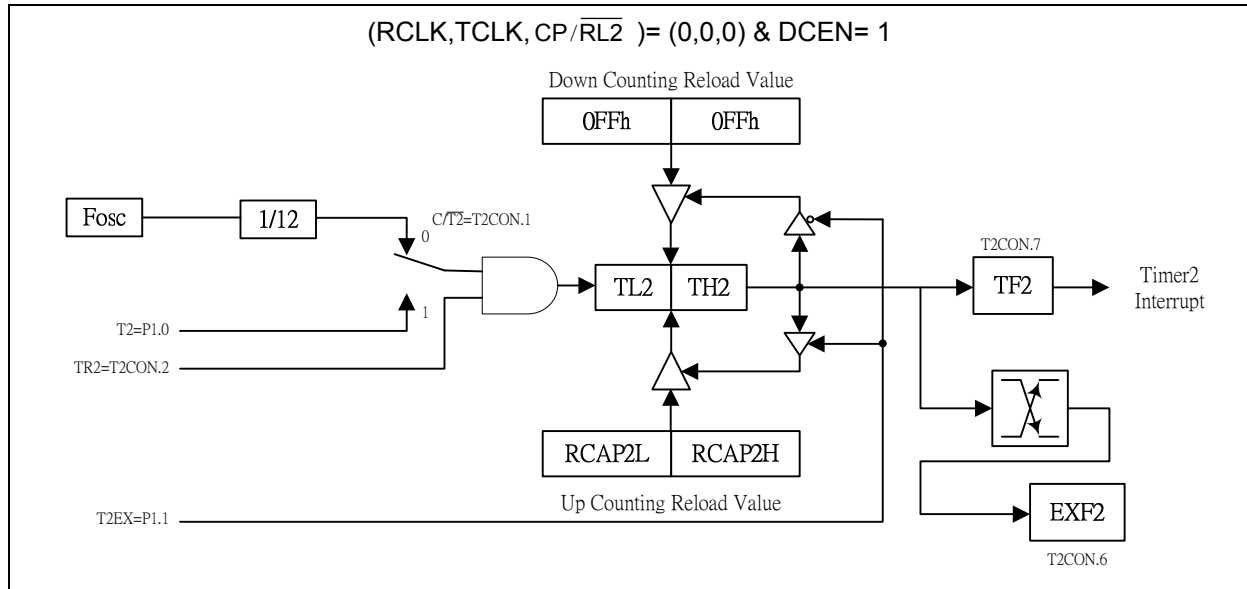 (RCLK,TCLK, CP/R̅L̅2̅ )= (0,0,0) & DCEN= 1
Down Counting Reload Value
0FFh 0FFh
Fosc
1/12
C/T̅2̅=T2CON.1
0
1
T2=P1.0
TR2=T2CON.2
TL2 TH2
T2CON.7
TF2
Timer2
Interrupt
RCAP2L RCAP2H
Up Counting Reload Value
T2EX=P1.1
EXF2
T2CON.6